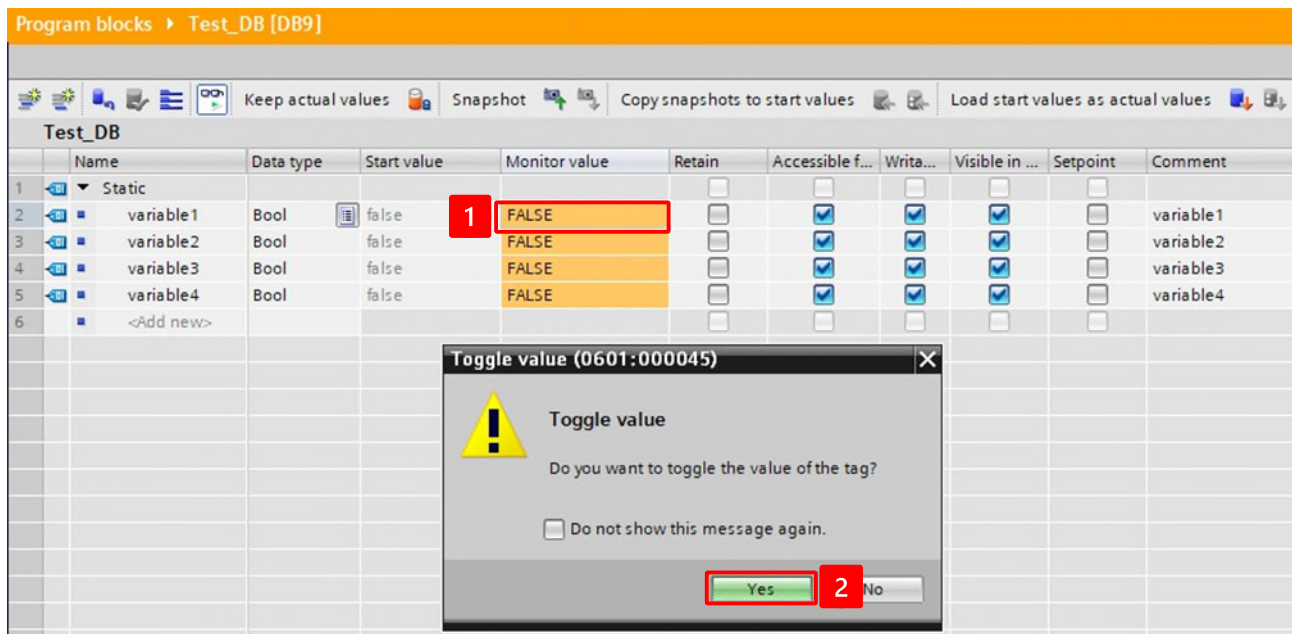 Program blocks ▸ Test_DB [DB9]
Keep actual values Snapshot Copy snapshots to start values Load start values as actual values
Test_DB
Name Data type Start value Monitor value Retain Accessible f... Writa... Visible in ... Setpoint Comment
1 Static
2 variable1 Bool false 1 FALSE variable1
3 variable2 Bool false FALSE variable2
4 variable3 Bool false FALSE variable3
5 variable4 Bool false FALSE variable4
6 <Add new>
Toggle value (0601:000045)
Toggle value
Do you want to toggle the value of the tag?
Do not show this message again.
Yes 2 No